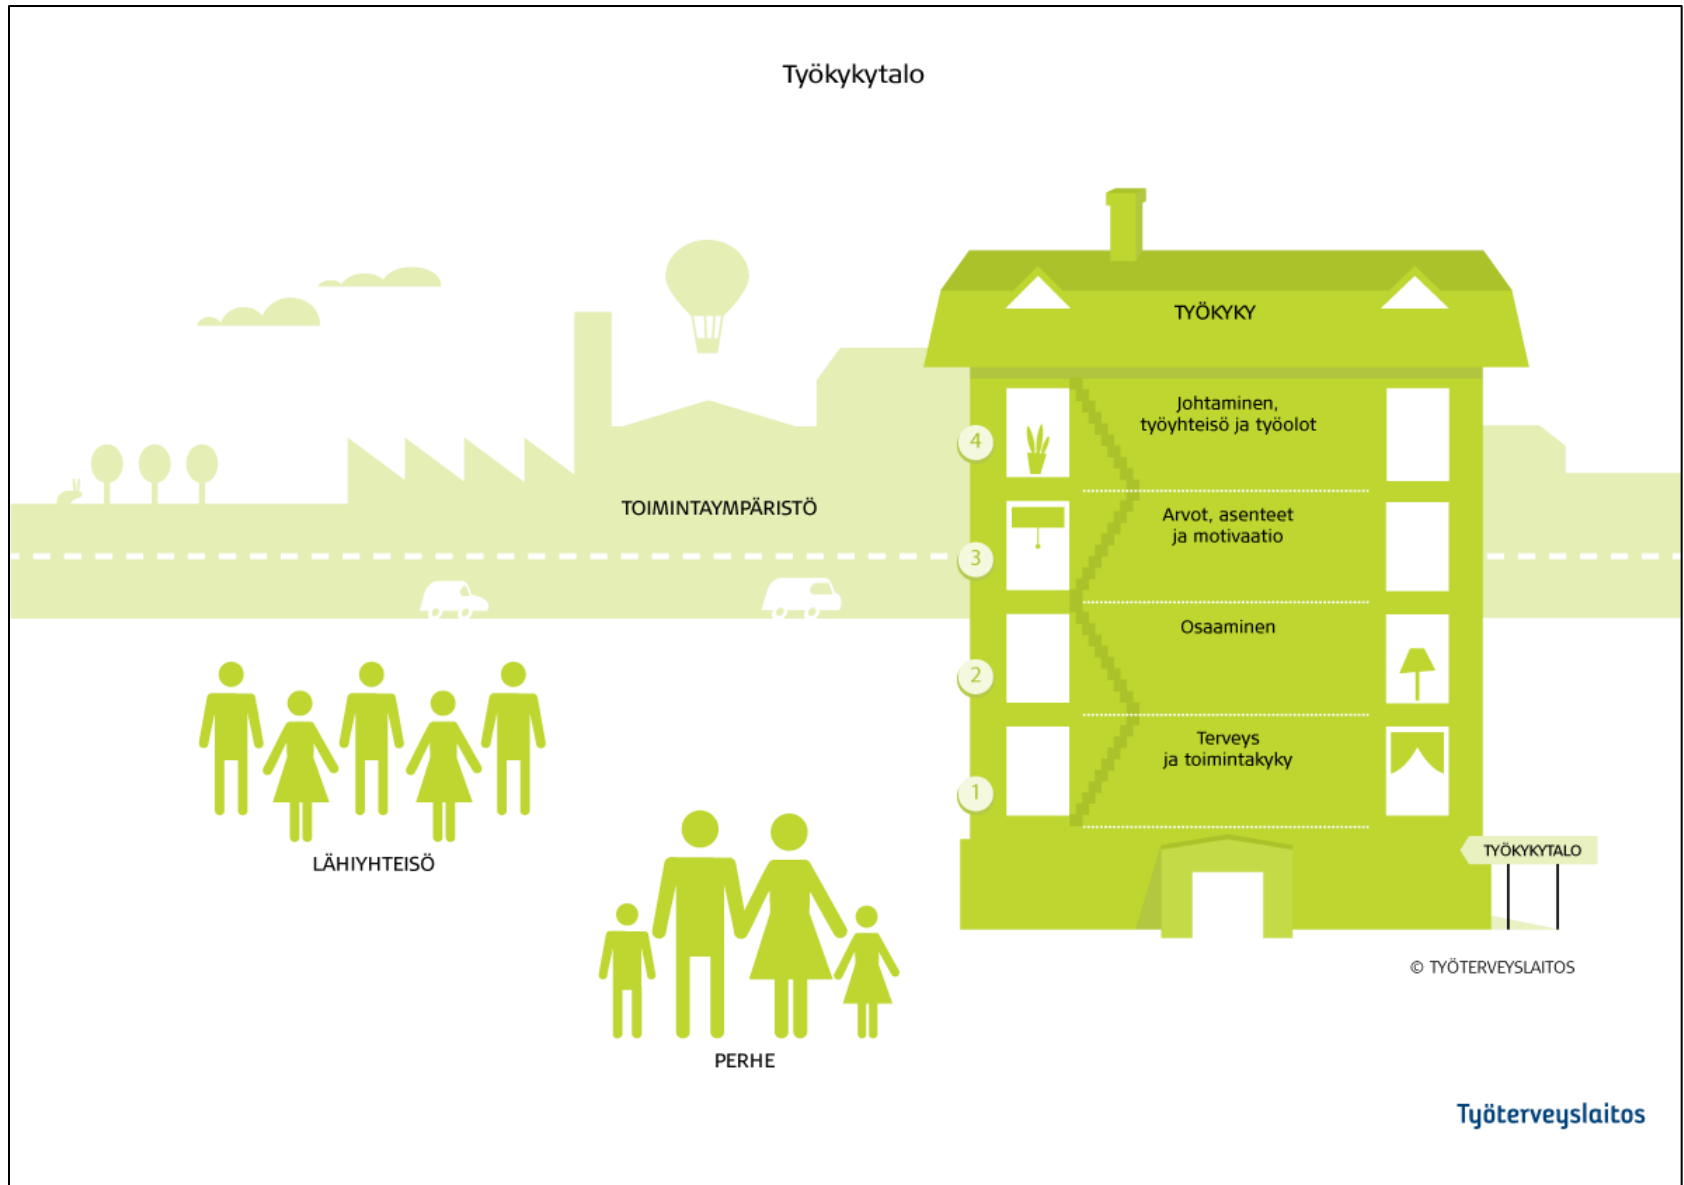 Työkykytalo
TYÖKYKY
Johtaminen,
työyhteisö ja työolot
4
Arvot, asenteet
ja motivaatio
3
TOIMINTAYMPÄRISTÖ
Osaaminen
2
Terveys
ja toimintakyky
1
LÄHIYHTEISÖ
TYÖKYKYTALO
© TYÖTERVEYSLAITOS
PERHE
Työterveyslaitos